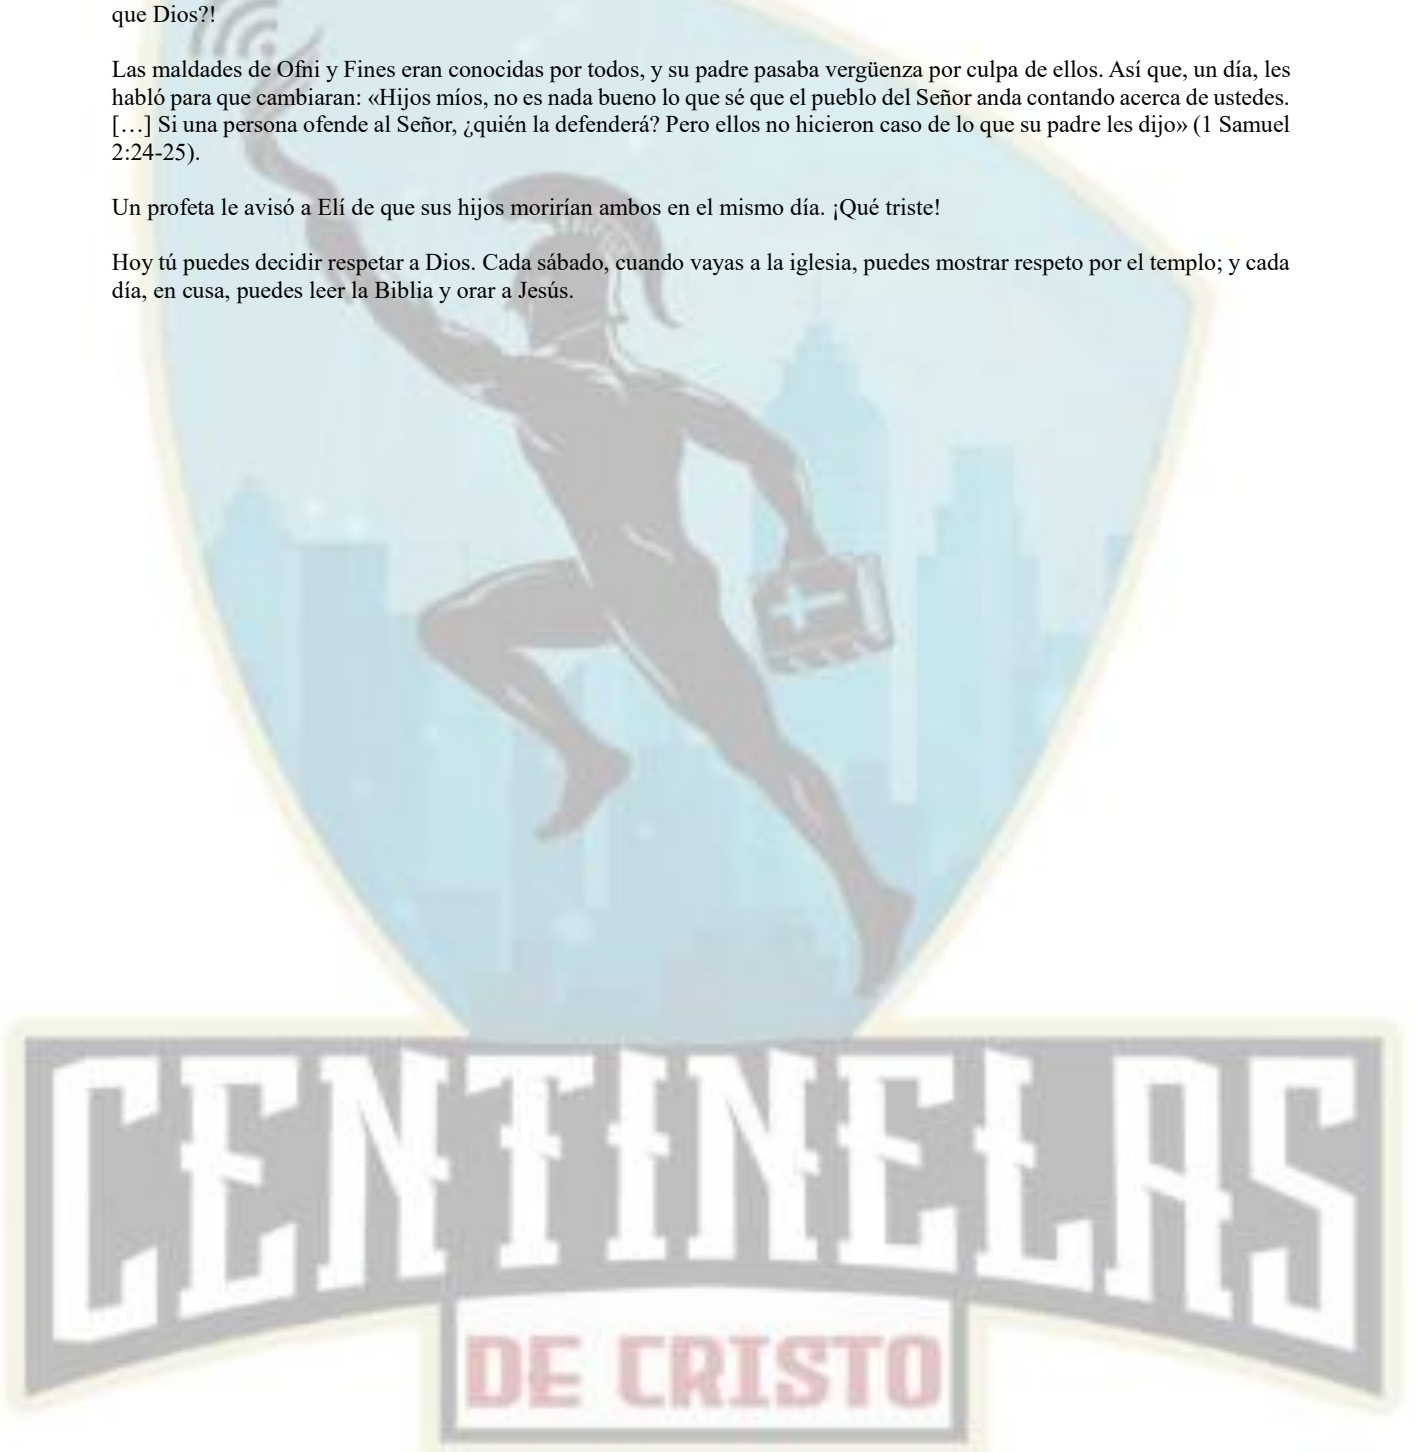 que Dios?!
Las maldades de Ofni y Fines eran conocidas por todos, y su padre pasaba vergüenza por culpa de ellos. Así que, un día, les
habló para que cambiaran: «Hijos míos, no es nada bueno lo que sé que el pueblo del Señor anda contando acerca de ustedes.
[…] Si una persona ofende al Señor, ¿quién la defenderá? Pero ellos no hicieron caso de lo que su padre les dijo» (1 Samuel
2:24-25).
Un profeta le avisó a Elí de que sus hijos morirían ambos en el mismo día. ¡Qué triste!
Hoy tú puedes decidir respetar a Dios. Cada sábado, cuando vayas a la iglesia, puedes mostrar respeto por el templo; y cada
día, en cusa, puedes leer la Biblia y orar a Jesús.
CENTINELAS
DE CRISTO